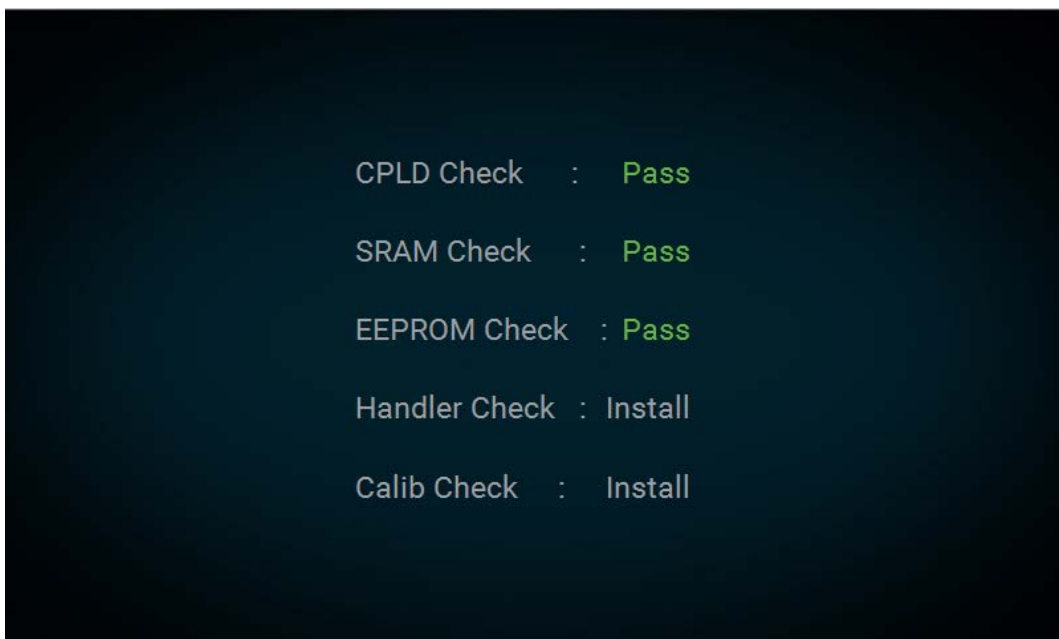 CPLD Check : Pass
SRAM Check : Pass
EEPROM Check : Pass
Handler Check : Install
Calib Check : Install